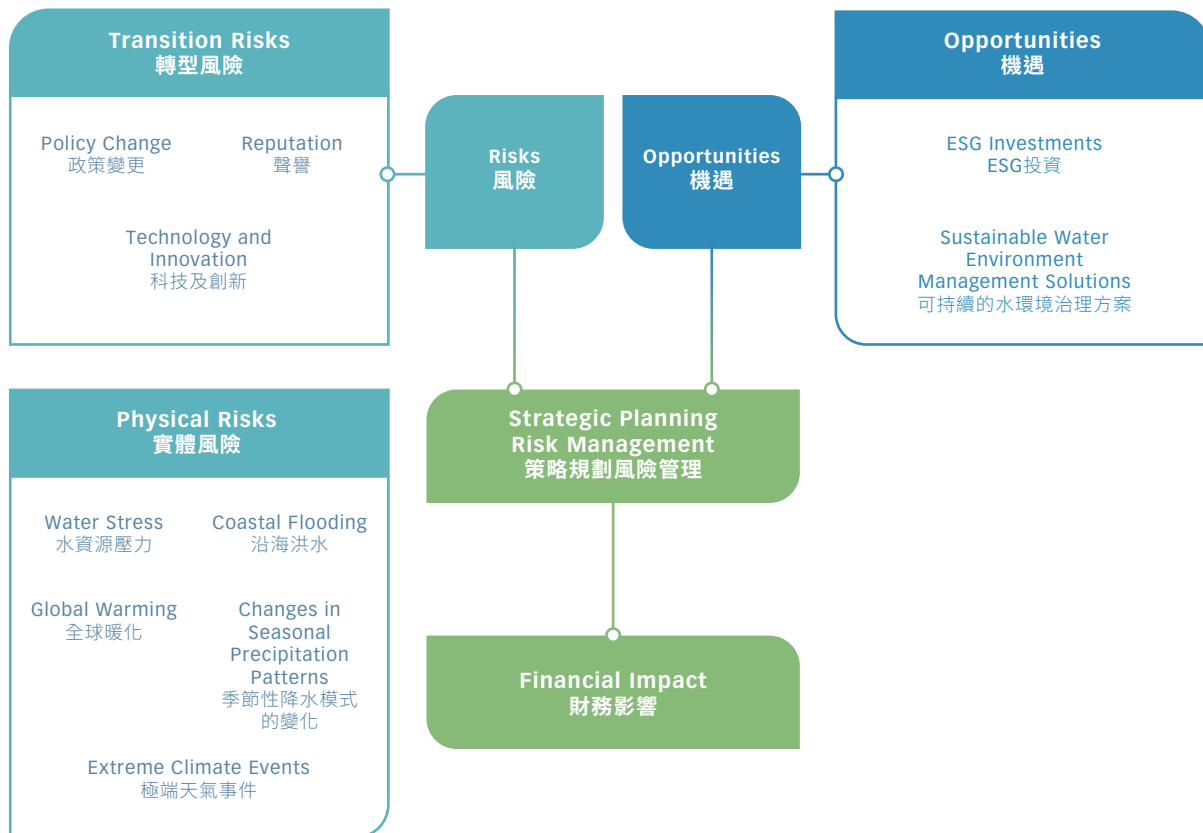 Transition Risks
轉型風險
Policy Change
政策變更
Reputation
聲譽
Technology and
Innovation
科技及創新
Risks
風險
Opportunities
機遇
Opportunities
機遇
ESG Investments
ESG投資
Sustainable Water
Environment
Management Solutions
可持續的水環境治理方案
Physical Risks
實體風險
Water Stress
水資源壓力
Coastal Flooding
沿海洪水
Global Warming
全球暖化
Changes in
Seasonal
Precipitation
Patterns
季節性降水模式
的變化
Extreme Climate Events
極端天氣事件
Strategic Planning
Risk Management
策略規劃風險管理
Financial Impact
財務影響